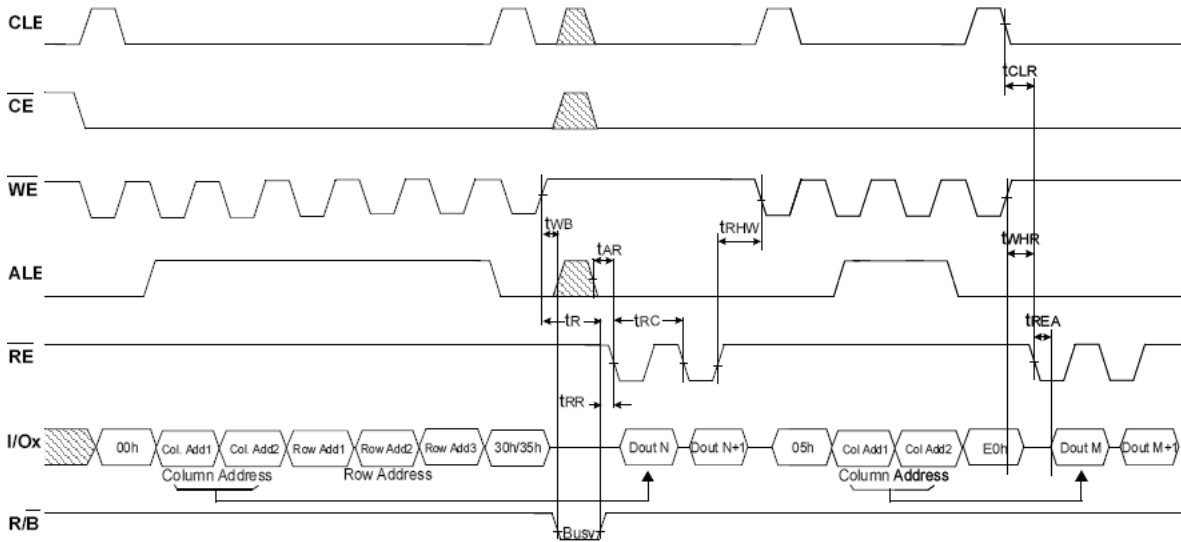 CLE
tCLR
CE
WE
tWB
tAR
tRHW
tWHR
ALE
tR
tRC
tREA
RE
tRR
I/Ox
00h Col. Add1 Col. Add2 Row Add1 Row Add2 Row Add3 30h/35h Dout N Dout N+1 05h Col Add1 Col Add2 E0h Dout M Dout M+1
Column Address Row Address Column Address
R/B Busy